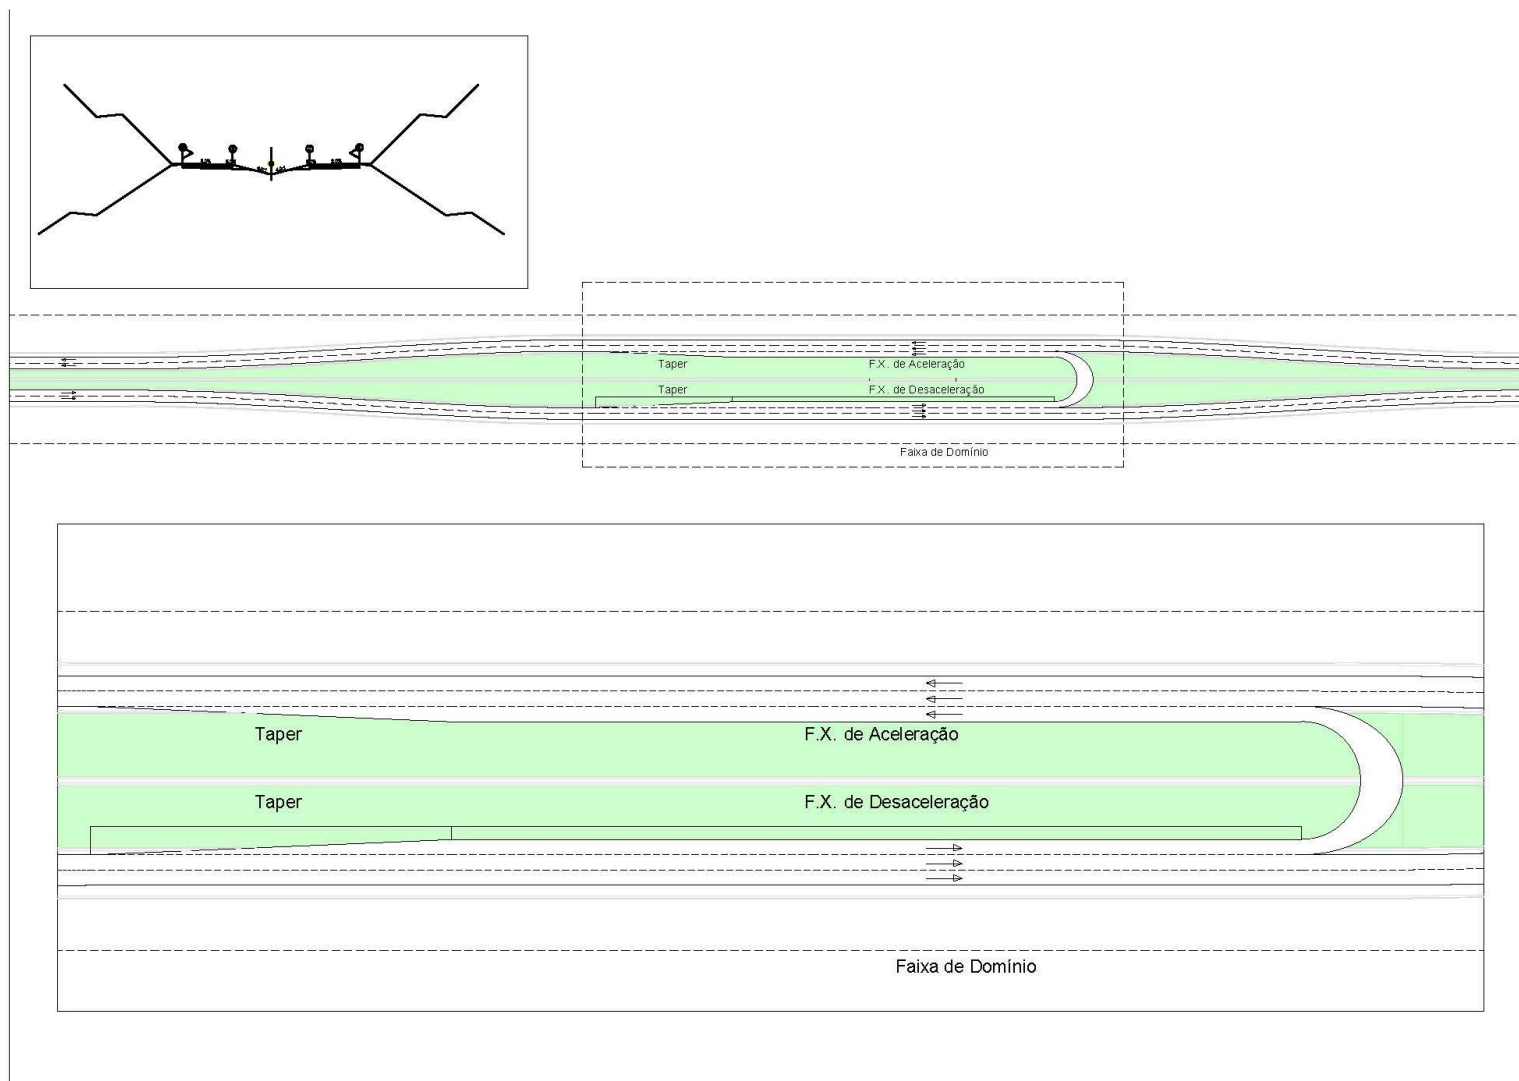 Taper
F.X. de Aceleração
Taper
F.X. de Desaceleração
Faixa de Domínio
Taper
F.X. de Aceleração
Taper
F.X. de Desaceleração
Faixa de Domínio